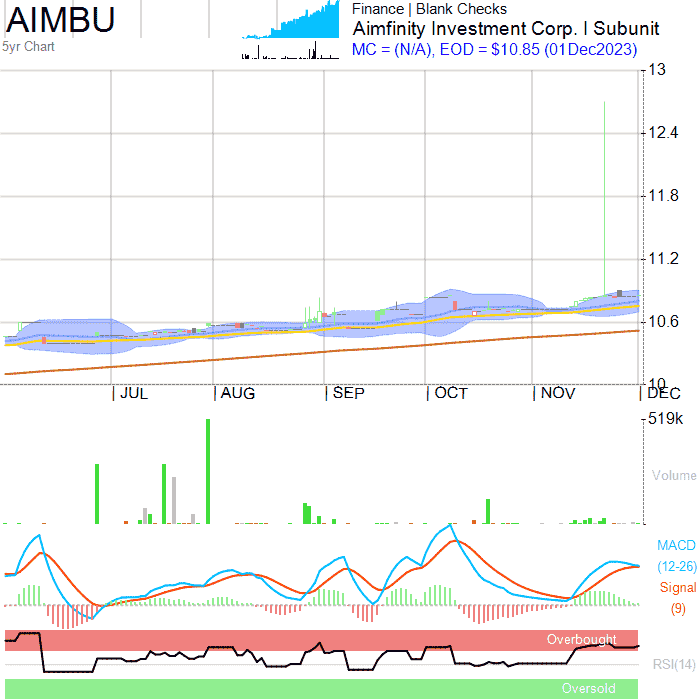 AIMBU
5yr Chart
Finance | Blank Checks
Aimfinity Investment Corp. I Subunit
MC = (N/A), EOD = $10.85 (01Dec2023)
13
12.4
11.8
11.2
10.6
10
JUL
AUG
SEP
OCT
NOV
DEC
519k
Volume
MACD
(12-26)
Signal
(9)
Overbought
RSI(14)
Oversold